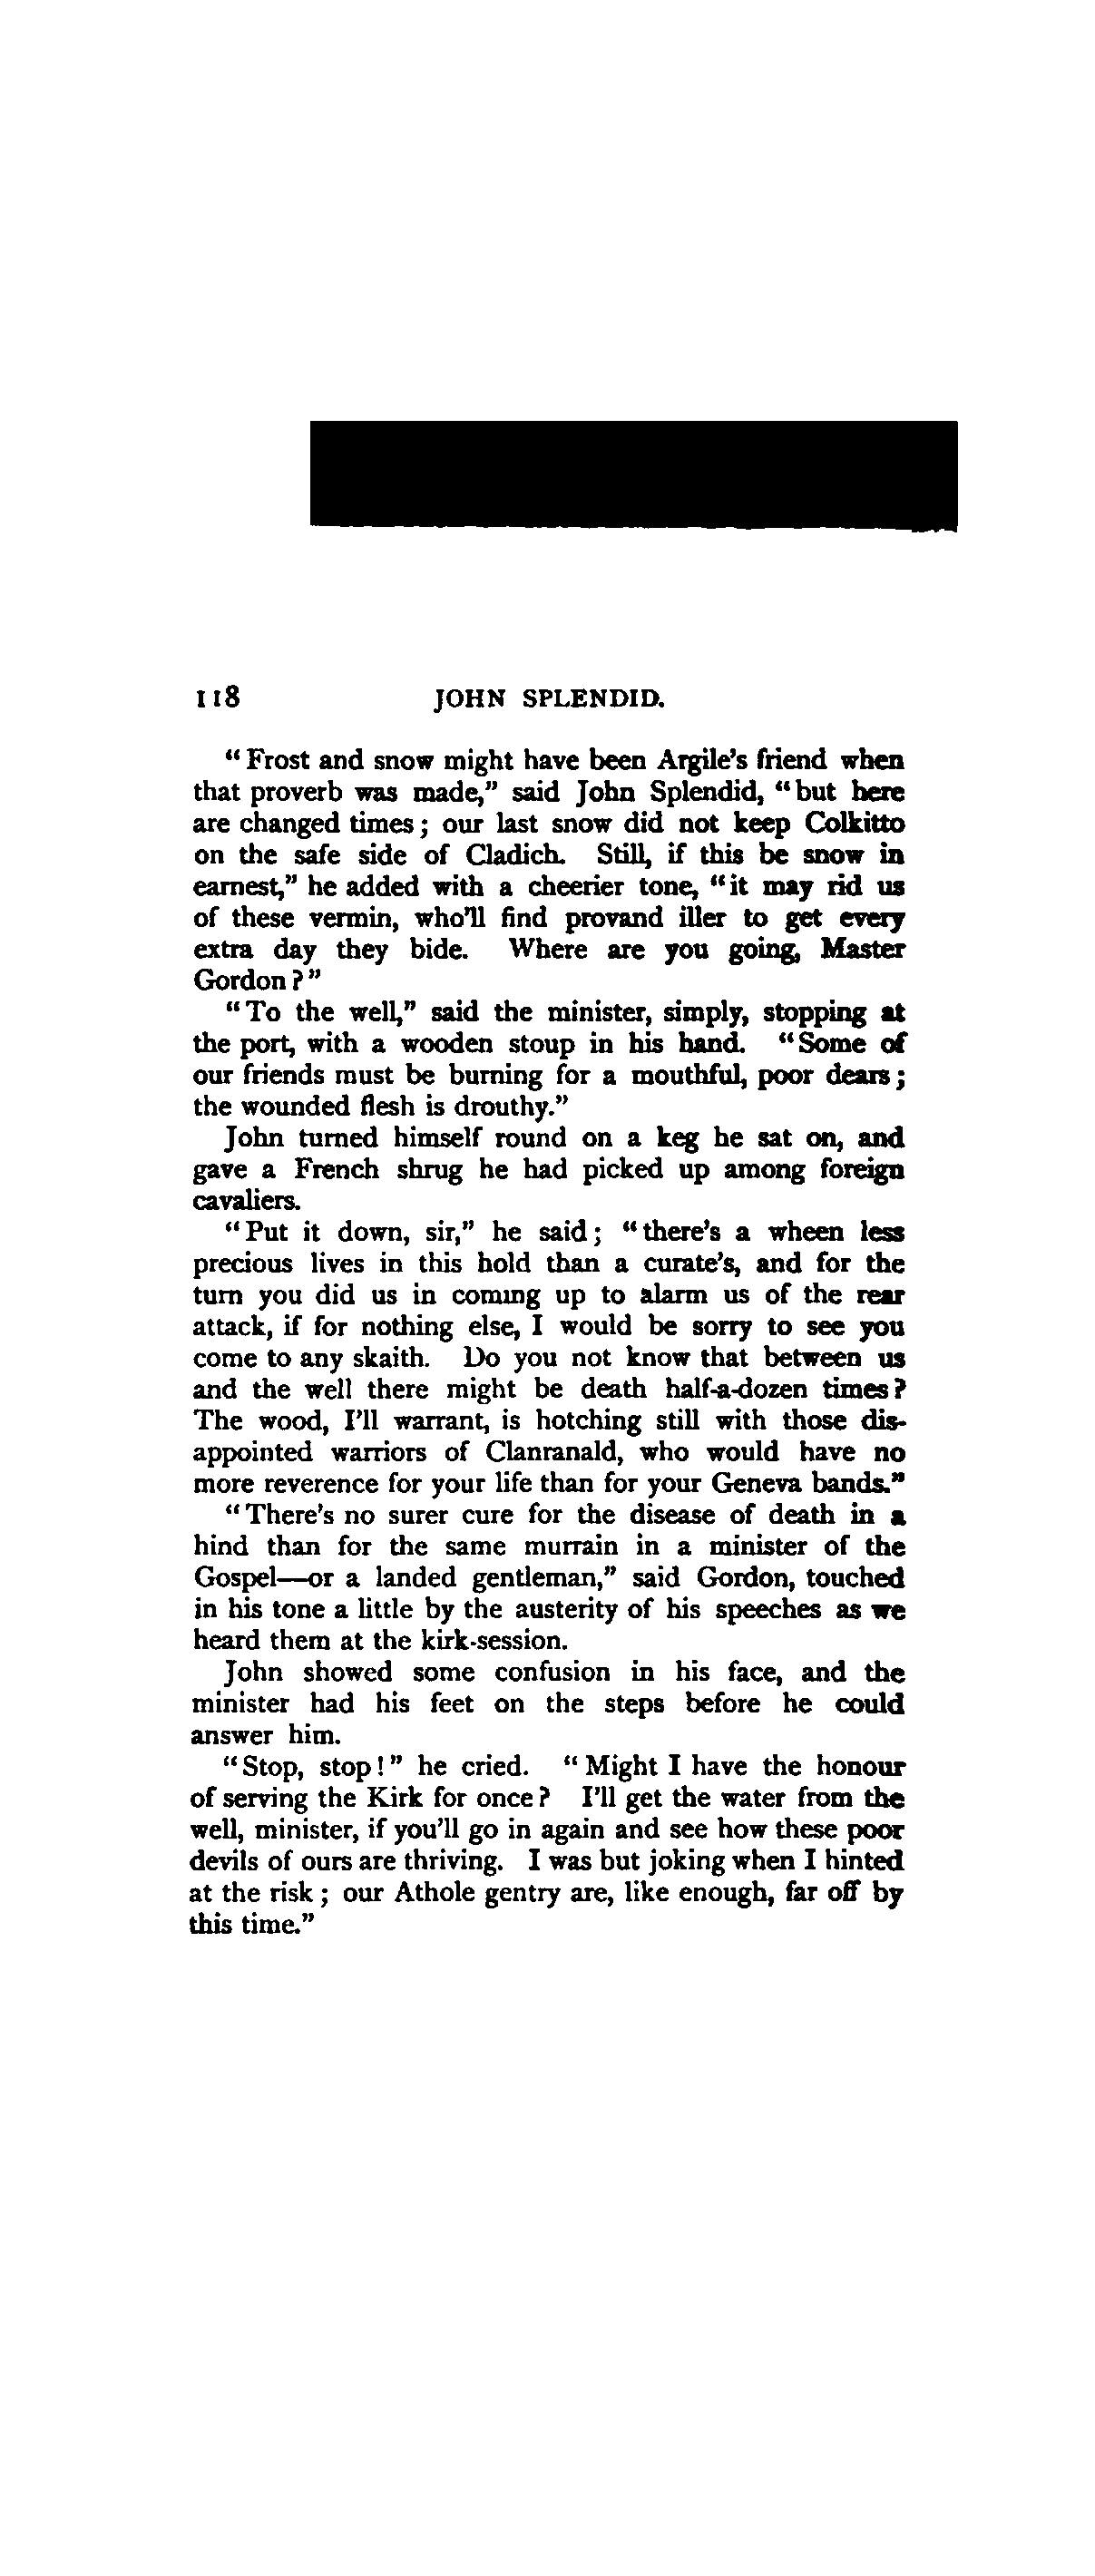 118 JOHN SPLENDID.
“Frost and snow might have been Argile’s friend when
that proverb was made,” said John Splendid, “but here
are changed times; our last snow did not keep Colkitto
on the safe side of Cladich. Still, if this be snow in
earnest,” he added with a cheerier tone, “it may rid us
of these vermin, who’ll find provand iller to get every
extra day they bide. Where are you going, Master
Gordon?”
“To the well,” said the minister, simply, stopping at
the port, with a wooden stoup in his hand. “Some of
our friends must be burning for a mouthful, poor dears;
the wounded flesh is drouthy.”
John turned himself round on a keg he sat on, and
gave a French shrug he had picked up among foreign
cavaliers.
“Put it down, sir,” he said; “there’s a wheen less
precious lives in this hold than a curate’s, and for the
turn you did us in coming up to alarm us of the rear
attack, if for nothing else, I would be sorry to see you
come to any skaith. Do you not know that between us
and the well there might be death half-a-dozen times?
The wood, I’ll warrant, is hotching still with those dis-
appointed warriors of Clanranald, who would have no
more reverence for your life than for your Geneva bands.”
“There’s no surer cure for the disease of death in a
hind than for the same murrain in a minister of the
Gospel—or a landed gentleman,” said Gordon, touched
in his tone a little by the austerity of his speeches as we
heard them at the kirk-session.
John showed some confusion in his face, and the
minister had his feet on the steps before he could
answer him.
“Stop, stop!” he cried. “Might I have the honour
of serving the Kirk for once? I’ll get the water from the
well, minister, if you’ll go in again and see how these poor
devils of ours are thriving. I was but joking when I hinted
at the risk; our Athole gentry are, like enough, far off by
this time.”